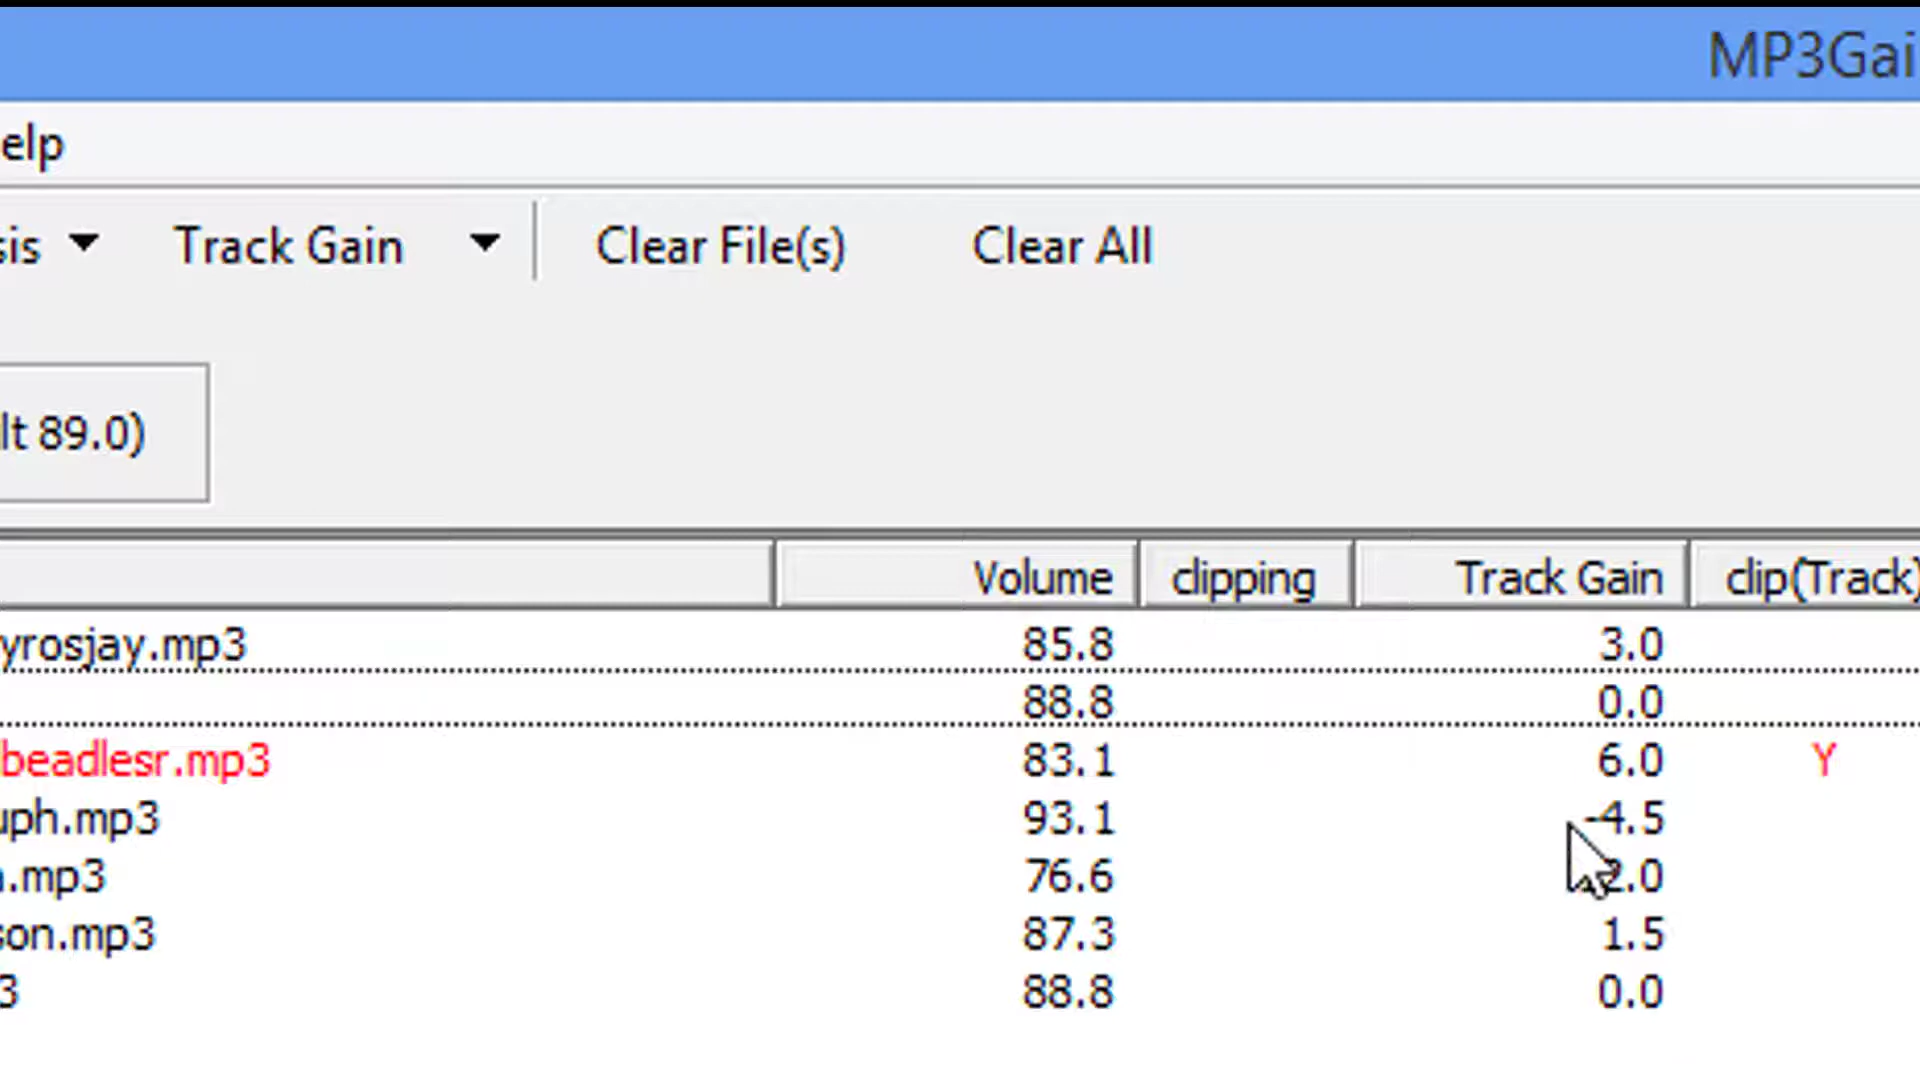 MP3Gai
elp
sis Track Gain Clear File(s) Clear All
lt 89.0)
Volume clipping Track Gain clip(Track)
yrosjay.mp3 85.8 3.0
88.8 0.0
beadlesr.mp3 83.1 6.0 Y
uph.mp3 93.1 -4.5
.mp3 76.6 2.0
son.mp3 87.3 1.5
3 88.8 0.0